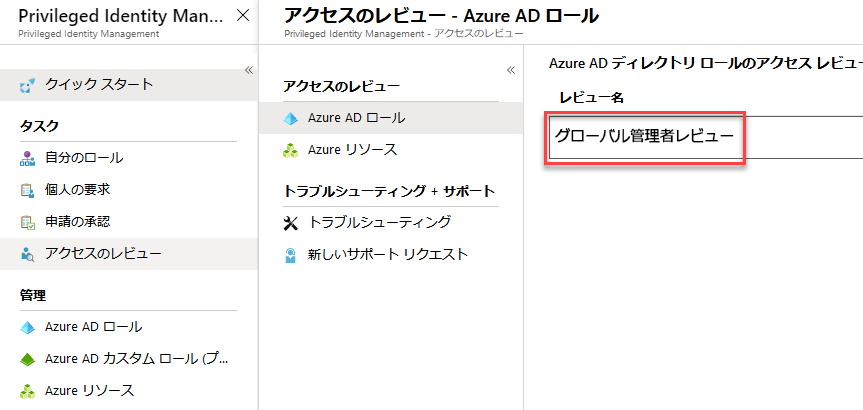 Privileged Identity Mana...
Privileged Identity Management
クイック スタート
タスク
自分のロール
個人の要求
申請の承認
アクセスのレビュー
管理
Azure AD ロール
Azure AD カスタム ロール (プ...
Azure リソース
アクセスのレビュー - Azure AD ロール
Privileged Identity Management - アクセスのレビュー
アクセスのレビュー
Azure AD ロール
Azure リソース
トラブルシューティング + サポート
トラブルシューティング
新しいサポート リクエスト
Azure AD ディレクトリ ロールのアクセス レビュー
レビュー名
グローバル管理者レビュー